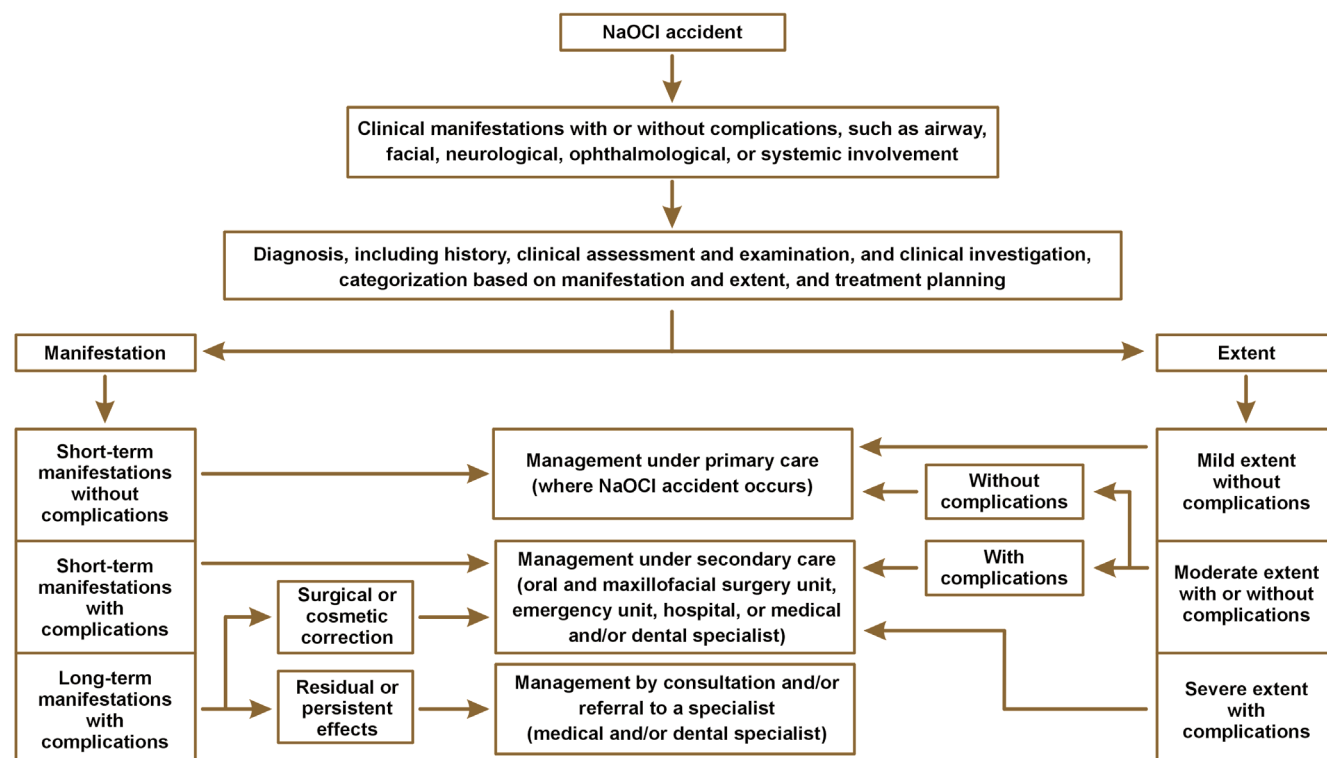 NaOCI accident
Clinical manifestations with or without complications, such as airway,
facial, neurological, ophthalmological, or systemic involvement
Diagnosis, including history, clinical assessment and examination, and clinical investigation,
categorization based on manifestation and extent, and treatment planning
Manifestation
Extent
Short-term
manifestations
without
complications
Management under primary care
(where NaOCI accident occurs)
Without
complications
Mild extent
without
complications
Short-term
manifestations
with
complications
Surgical or
cosmetic
correction
Management under secondary care
(oral and maxillofacial surgery unit,
emergency unit, hospital, or medical
and/or dental specialist)
With
complications
Moderate extent
with or without
complications
Long-term
manifestations
with
complications
Residual or
persistent
effects
Management by consultation and/or
referral to a specialist
(medical and/or dental specialist)
Severe extent
with
complications